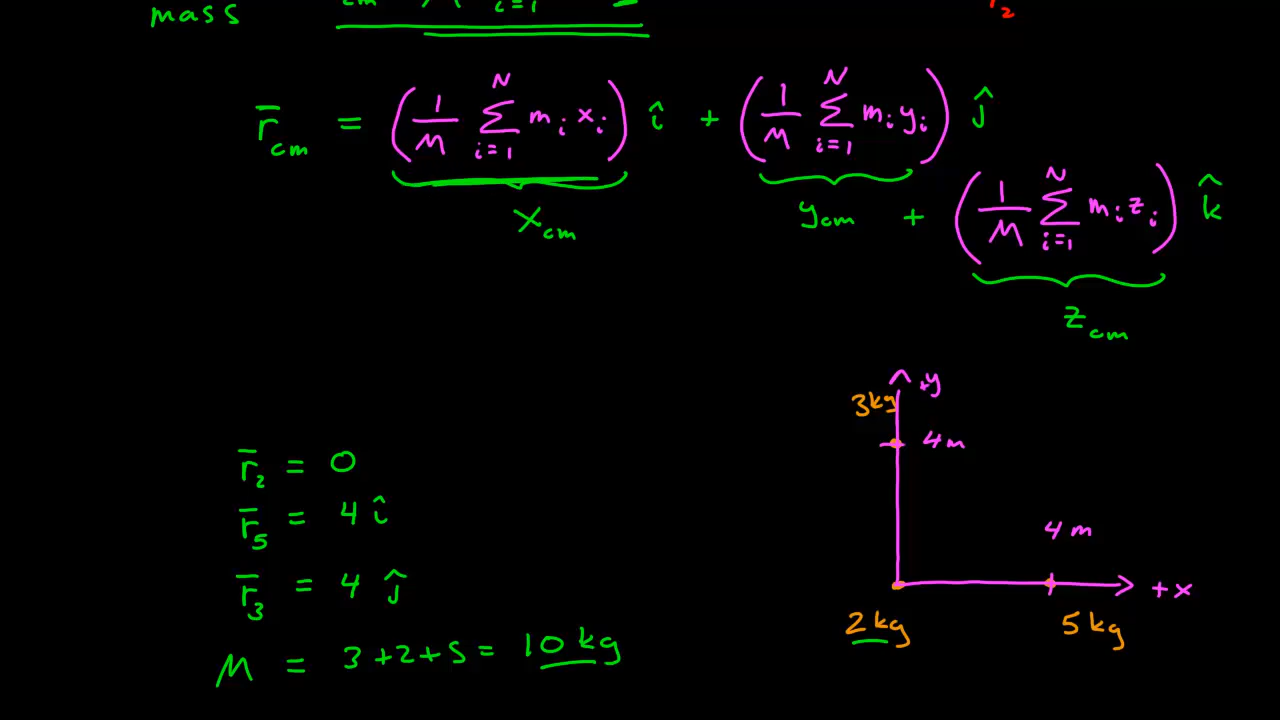 mass
r̅cm = (1/M Σ_{i=1}^{N} mᵢ xᵢ) î + (1/M Σ_{i=1}^{N} mᵢ yᵢ) ĵ
xcm ycm + (1/M Σ_{i=1}^{N} mᵢ zᵢ) k̂
zcm
+y
3kg
4m
r̅₂ = 0
r̅₅ = 4 î
4 m
r̅₃ = 4 ĵ
+x
2kg 5kg
M = 3+2+5 = 10 kg